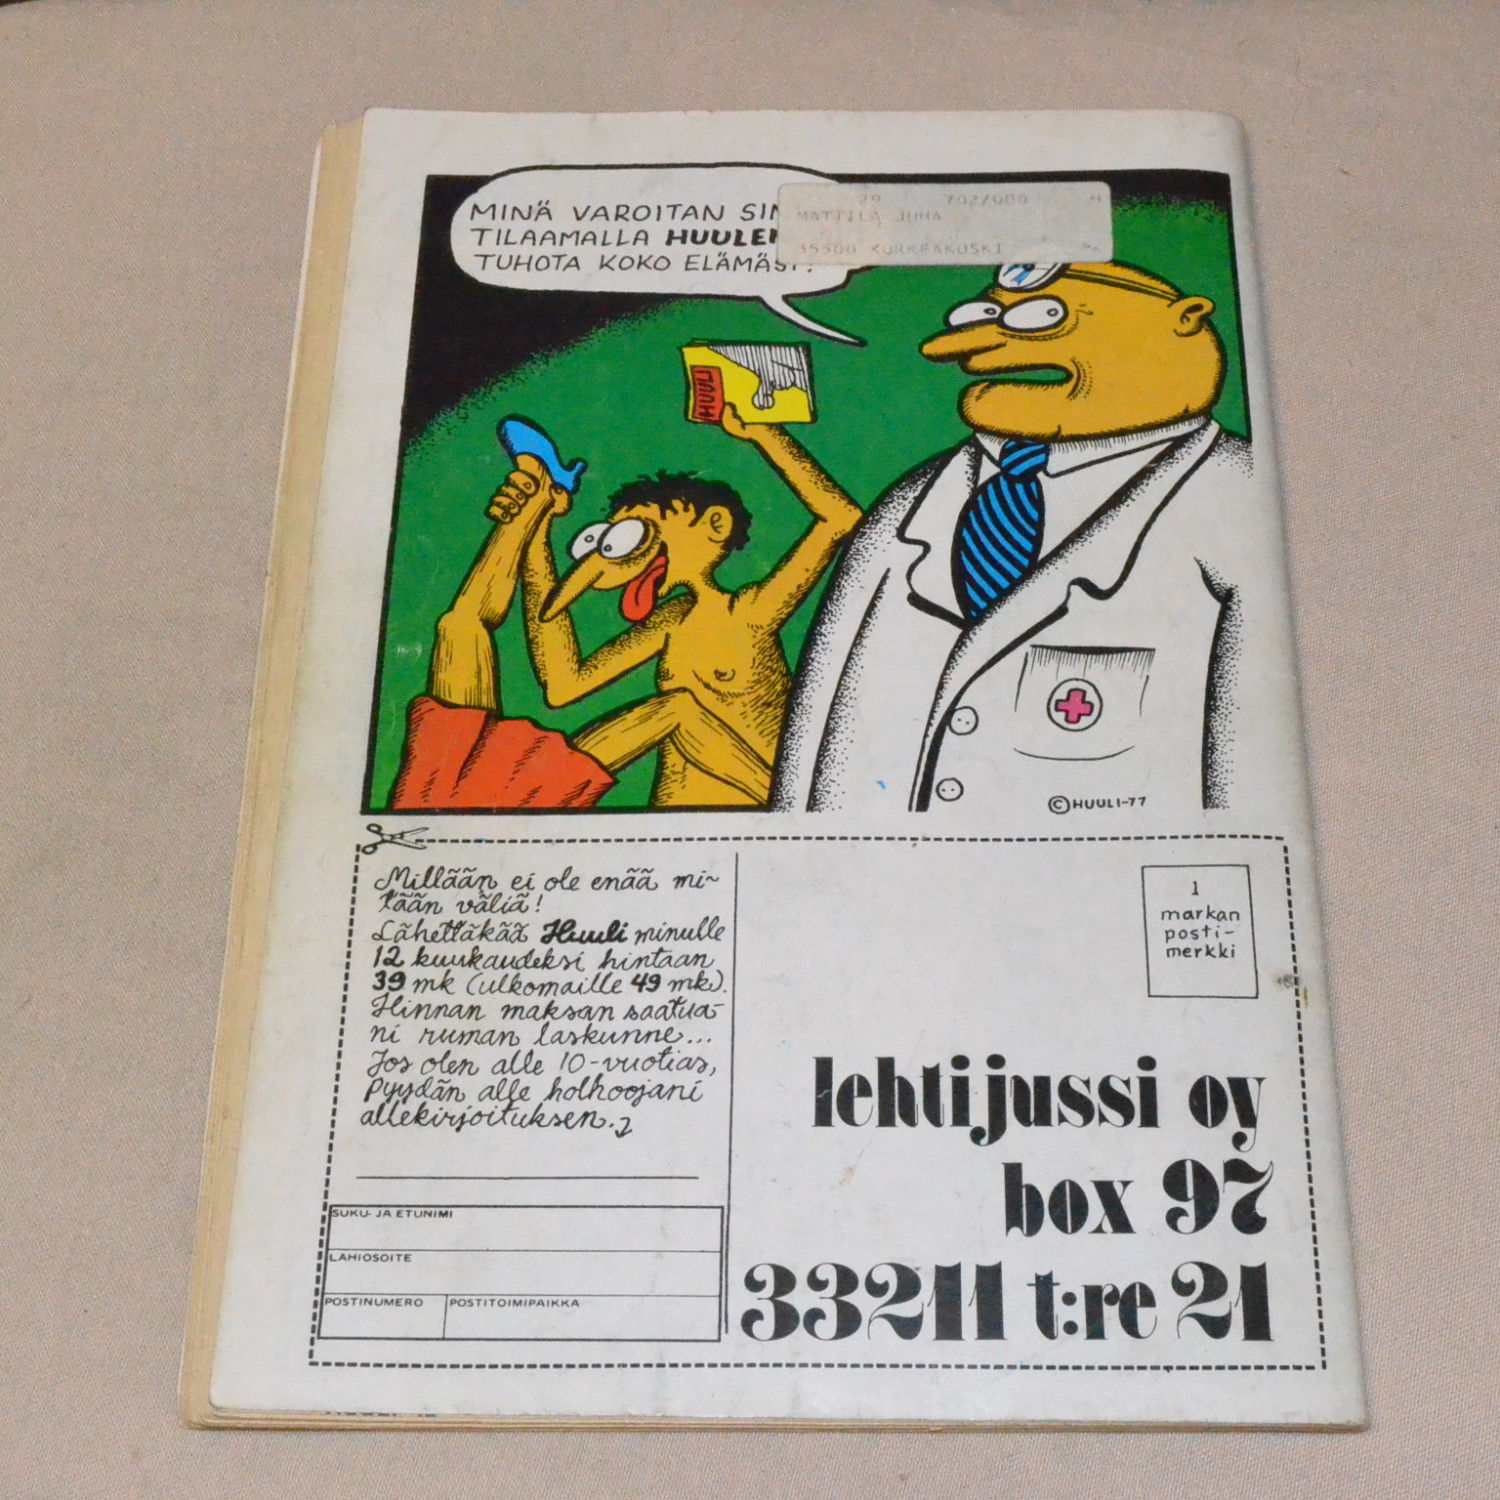 MINÄ VAROITAN SIN
TILAAMALLA HUULEN
TUHOTA KOKO ELÄMÄSI!
29 702/000 H
MATTILA JUHA
35500 KORKEAKOSKI
HUULI
© HUULI-77
Millään ei ole enää mi-
tään väliä!
Lähettäkää Huuli minulle
12 kuukaudeksi hintaan
39 mk (ulkomaille 49 mk).
Hinnan maksan saatua-
ni ruman laskunne...
Jos olen alle 10-vuotias,
pyydän alle holhoojani
allekirjoituksen.
SUKU- JA ETUNIMI
LÄHIOSOITE
POSTINUMERO POSTITOIMIPAIKKA
1
markan
posti-
merkki
lehtijussi oy
box 97
33211 t:re 21